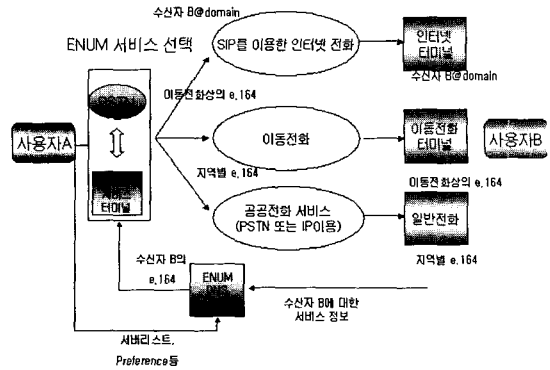 수신자 B@domain
ENUM 서비스 선택
SIP를 이용한 인터넷 전화
인터넷
터미널
수신자 B@domain
이동전화상의 e.164
사용자A
이동전화
이동전화
터미널
사용자B
지역별 e.164
이동전화상의 e.164
터미널
공공전화 서비스
(PSTN 또는 IP이용)
일반전화
지역별 e.164
수신자 B의
e.164
ENUM
DNS
수신자 B에 대한
서비스 정보
서버리스트,
Preference등